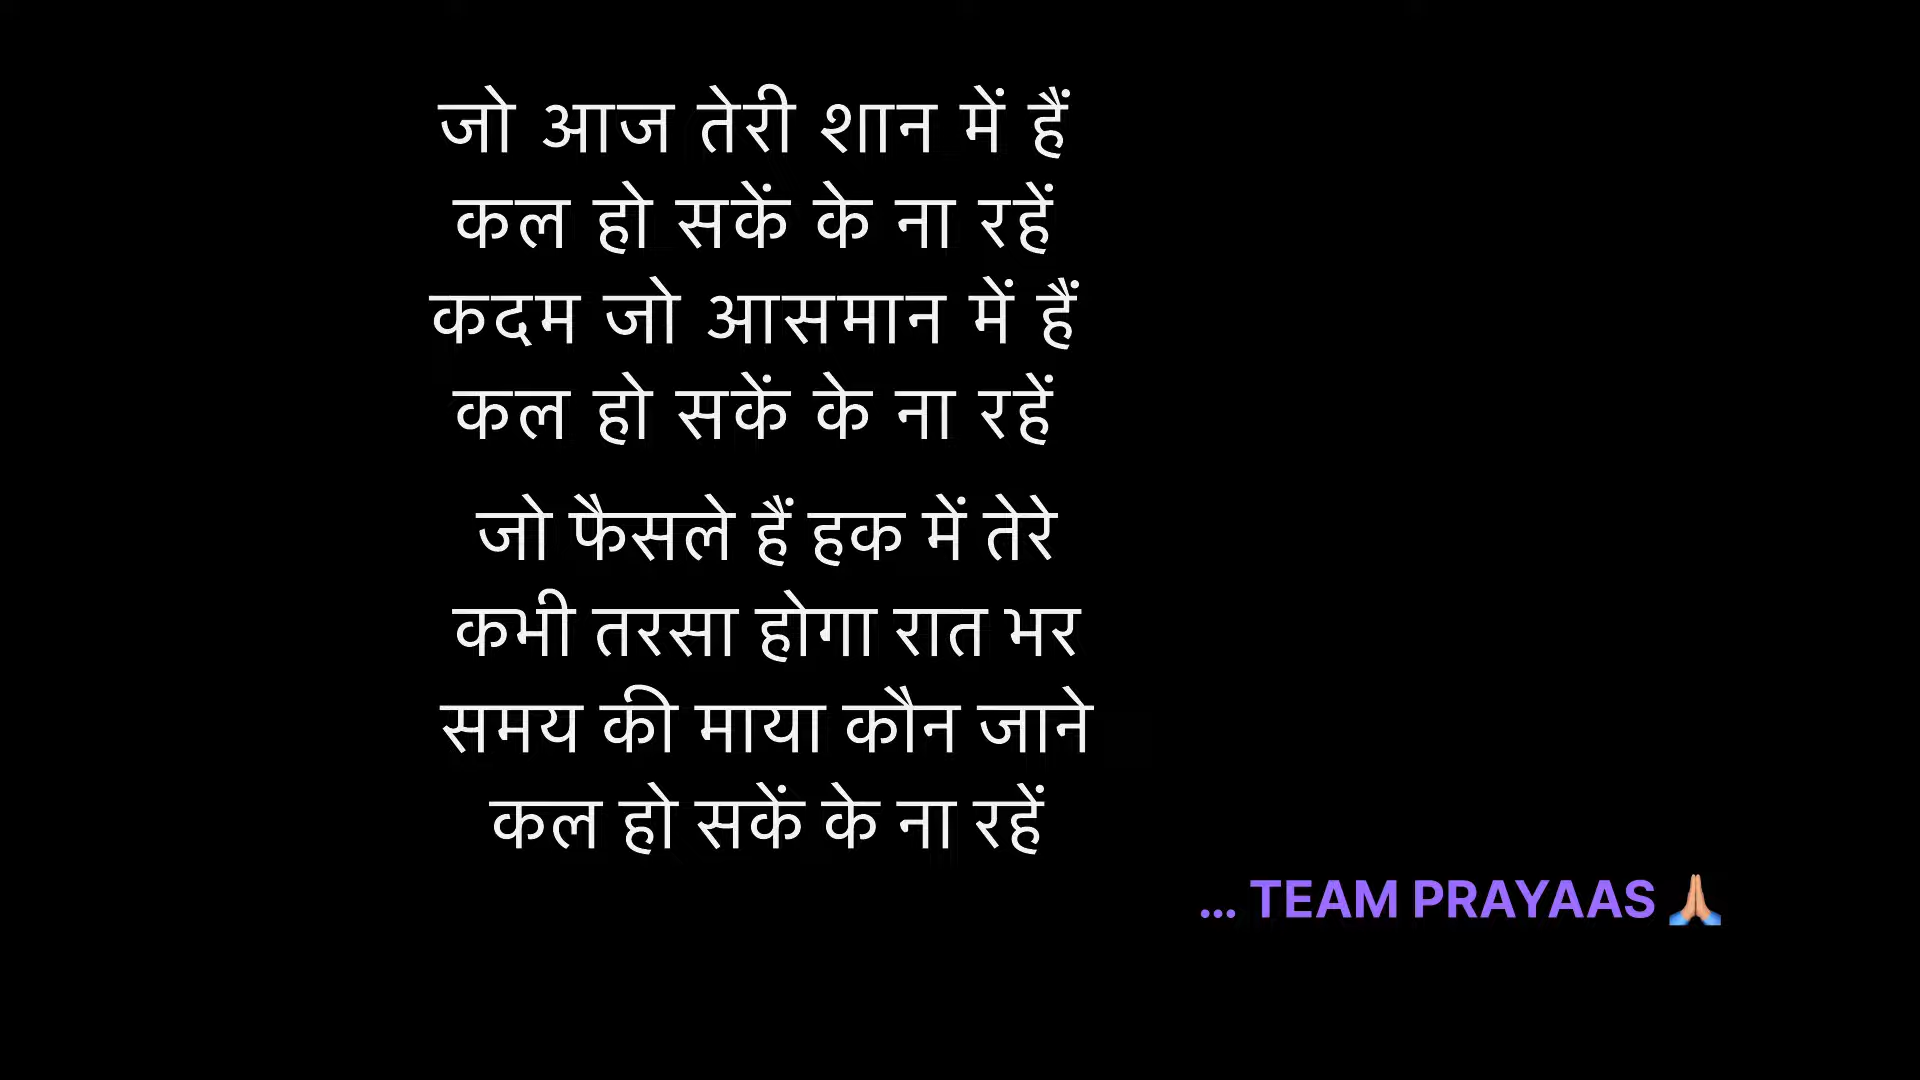 जो आज तेरी शान में हैं
कल हो सकें के ना रहें
कदम जो आसमान में हैं
कल हो सकें के ना रहें
जो फैसले हैं हक में तेरे
कभी तरसा होगा रात भर
समय की माया कौन जाने
कल हो सकें के ना रहें
... TEAM PRAYAAS 🙏🏼